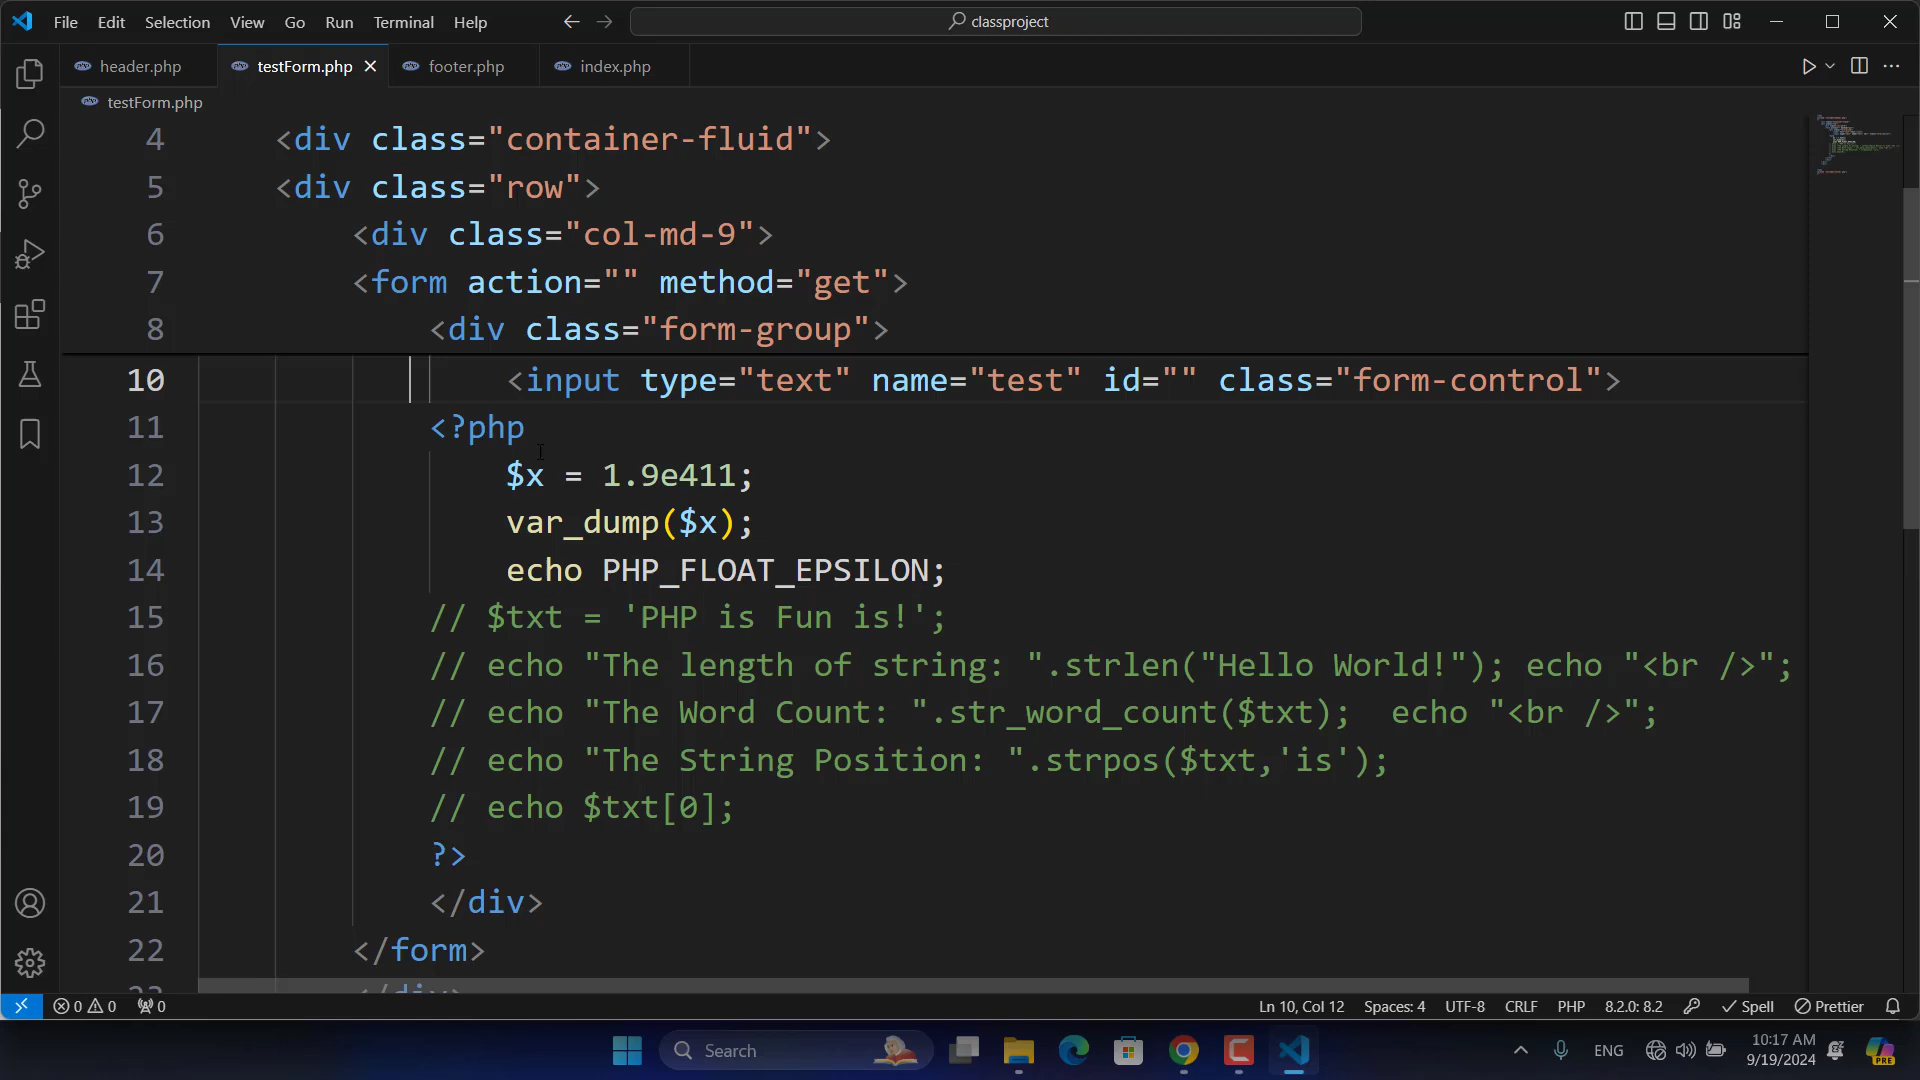 File Edit Selection View Go Run Terminal Help
classproject
header.php testForm.php footer.php index.php
testForm.php
4 <div class="container-fluid">
5 <div class="row">
6 <div class="col-md-9">
7 <form action="" method="get">
8 <div class="form-group">
10 <input type="text" name="test" id="" class="form-control">
11 <?php
12 $x = 1.9e411;
13 var_dump($x);
14 echo PHP_FLOAT_EPSILON;
15 // $txt = 'PHP is Fun is!';
16 // echo "The length of string: ".strlen("Hello World!"); echo "<br />";
17 // echo "The Word Count: ".str_word_count($txt);  echo "<br />";
18 // echo "The String Position: ".strpos($txt,'is');
19 // echo $txt[0];
20 ?>
21 </div>
22 </form>
23 </div>
0 0 0 Ln 10, Col 12 Spaces: 4 UTF-8 CRLF PHP 8.2.0: 8.2 Spell Prettier
Search ENG 10:17 AM
9/19/2024
PRE